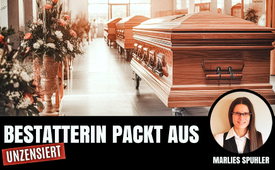 BESTATTERIN PACKT AUS
UNZENSIERT
MARLIES SPUHLER